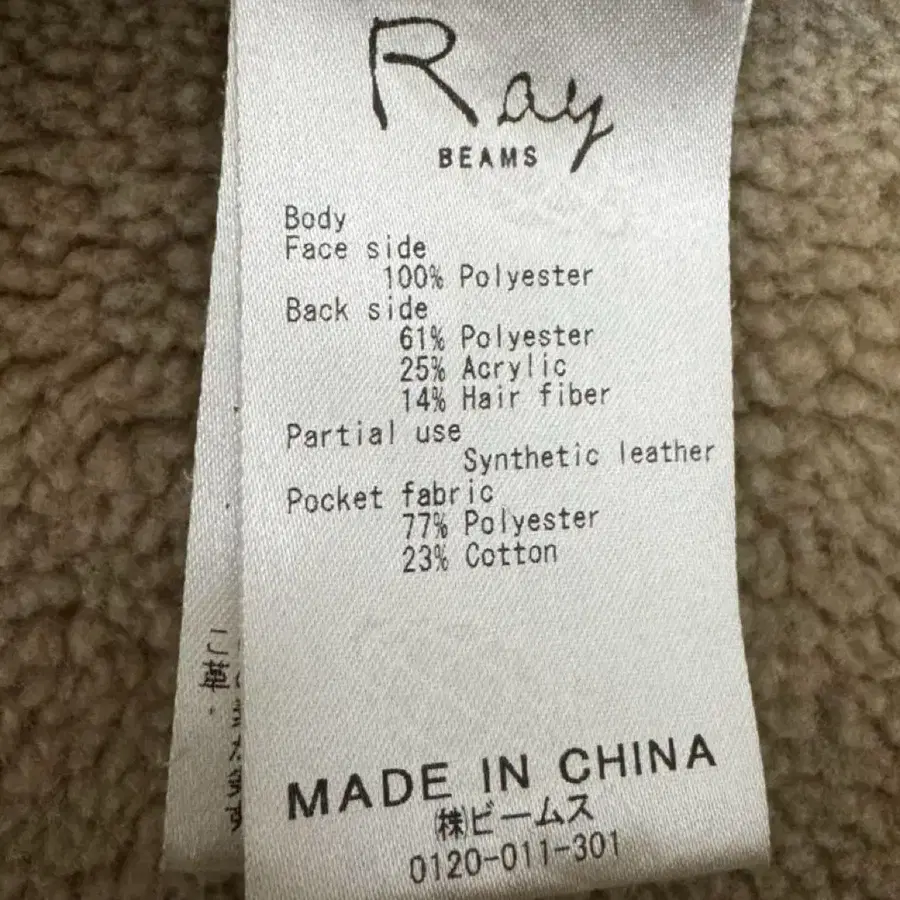 Ray
BEAMS
Body
Face side
100% Polyester
Back side
61% Polyester
25% Acrylic
14% Hair fiber
Partial use
Synthetic leather
Pocket fabric
77% Polyester
23% Cotton
MADE IN CHINA
㈱ビームス
0120-011-301